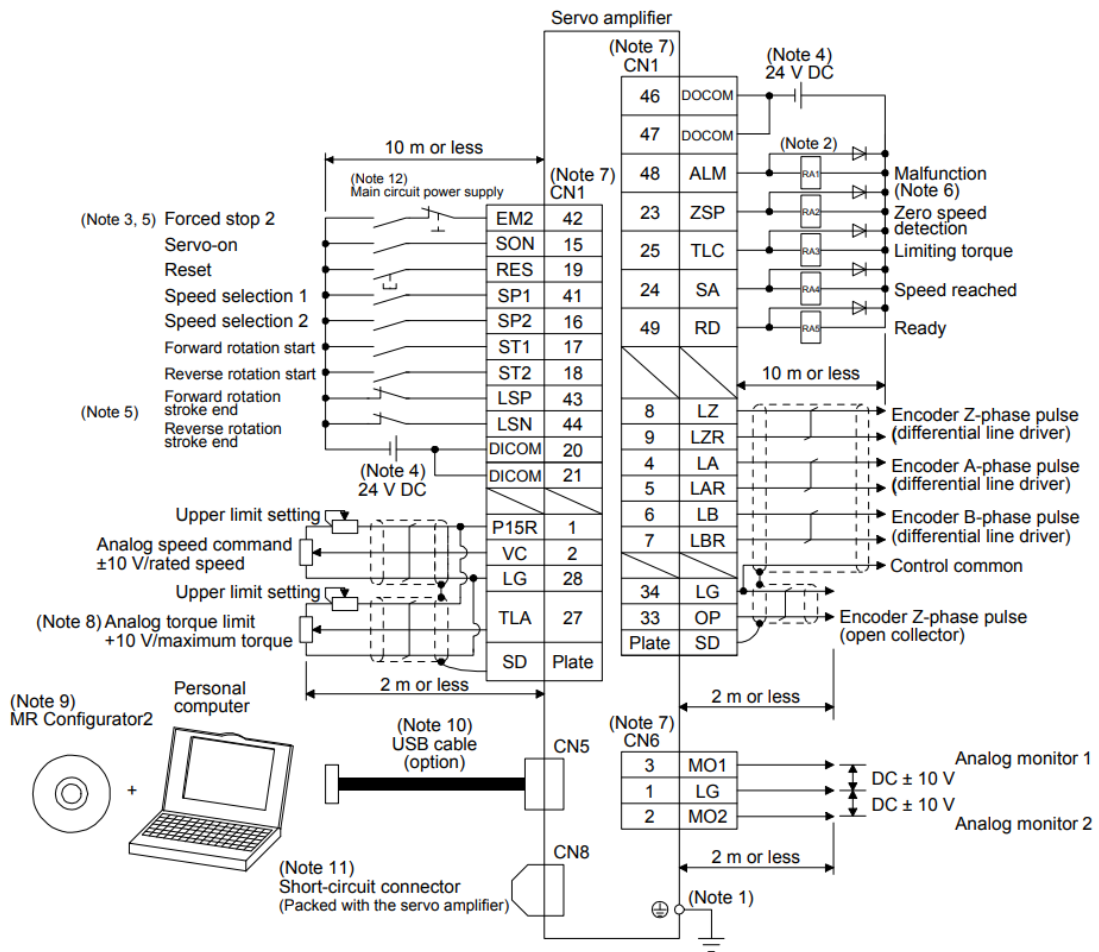 Servo amplifier
(Note 7)
CN1
(Note 4)
24 V DC
46 DOCOM
47 DOCOM
(Note 2)
48 ALM RA1 Malfunction
(Note 6)
23 ZSP RA2 Zero speed
detection
25 TLC RA3 Limiting torque
24 SA RA4 Speed reached
49 RD RA5 Ready
10 m or less
8 LZ Encoder Z-phase pulse
9 LZR (differential line driver)
4 LA Encoder A-phase pulse
5 LAR (differential line driver)
6 LB Encoder B-phase pulse
7 LBR (differential line driver)
Control common
34 LG
33 OP Encoder Z-phase pulse
(open collector)
Plate SD
2 m or less
10 m or less
(Note 7)
CN1
(Note 12)
Main circuit power supply
(Note 3, 5) Forced stop 2 EM2 42
Servo-on SON 15
Reset RES 19
Speed selection 1 SP1 41
Speed selection 2 SP2 16
Forward rotation start ST1 17
Reverse rotation start ST2 18
(Note 5)
Forward rotation
stroke end
LSP 43
Reverse rotation
stroke end
LSN 44
DICOM 20
(Note 4)
24 V DC
DICOM 21
Upper limit setting
P15R 1
Analog speed command
±10 V/rated speed
VC 2
LG 28
Upper limit setting
(Note 8) Analog torque limit
+10 V/maximum torque
TLA 27
SD Plate
2 m or less
(Note 9)
MR Configurator2
+
Personal
computer
(Note 10)
USB cable
(option)
CN5
(Note 11)
Short-circuit connector
(Packed with the servo amplifier)
CN8
(Note 7)
CN6
3 MO1 Analog monitor 1
DC ± 10 V
1 LG
DC ± 10 V
2 MO2 Analog monitor 2
2 m or less
(Note 1)